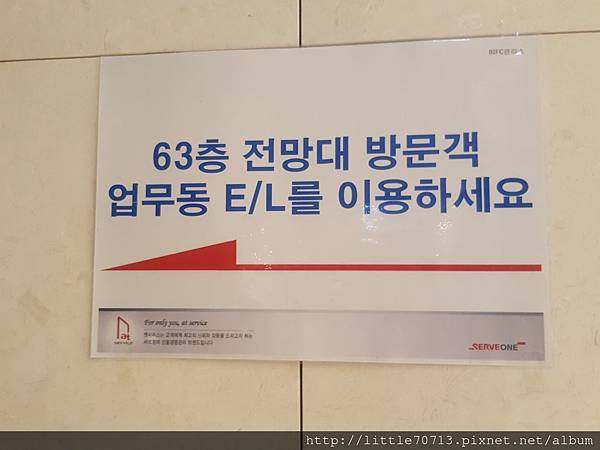 63층 전망대 방문객
업무동 E/L를 이용하세요
For only you, at service
service
SERVEONE
http://little70713.pixnet.net/album